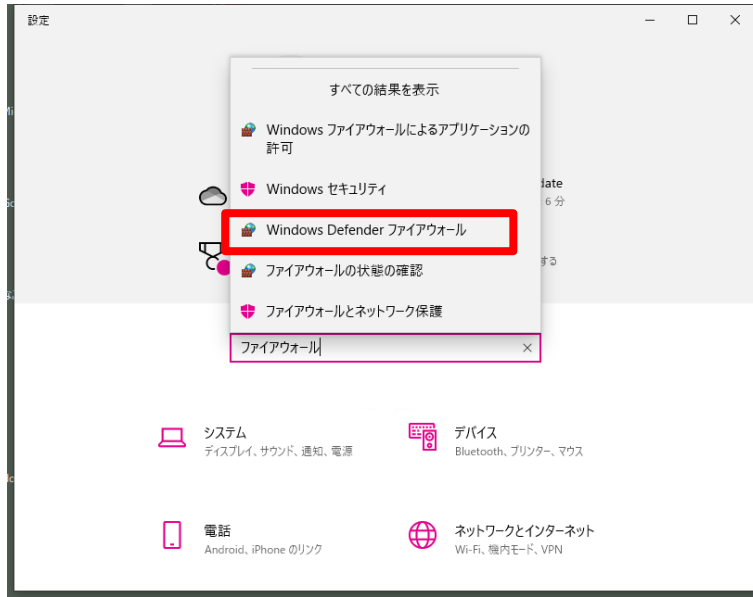 設定
すべての結果を表示
Windows ファイアウォールによるアプリケーションの
許可
Windows セキュリティ
date
6 分
Windows Defender ファイアウォール
ファイアウォールの状態の確認
する
ファイアウォールとネットワーク保護
ファイアウォール
システム
ディスプレイ、サウンド、通知、電源
デバイス
Bluetooth、プリンター、マウス
電話
Android、iPhone のリンク
ネットワークとインターネット
Wi-Fi、機内モード、VPN